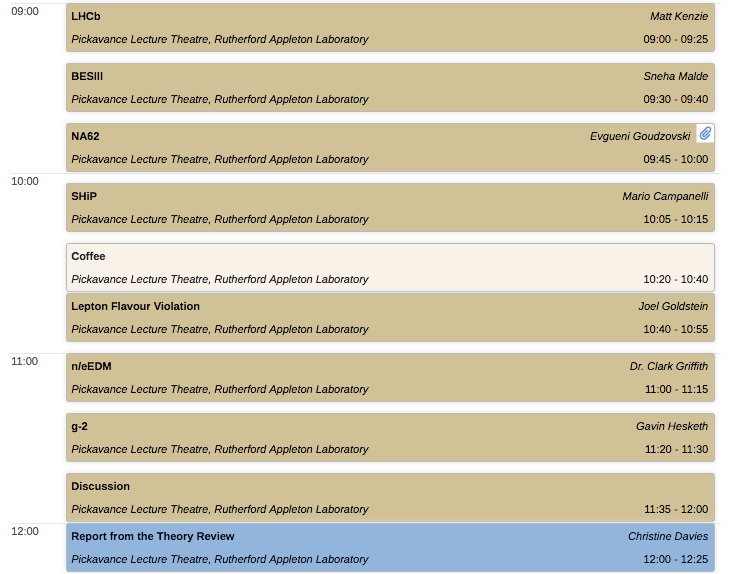 09:00
LHCb Matt Kenzie
Pickavance Lecture Theatre, Rutherford Appleton Laboratory 09:00 - 09:25
BESIII Sneha Malde
Pickavance Lecture Theatre, Rutherford Appleton Laboratory 09:30 - 09:40
NA62 Evgueni Goudzovski
Pickavance Lecture Theatre, Rutherford Appleton Laboratory 09:45 - 10:00
10:00
SHiP Mario Campanelli
Pickavance Lecture Theatre, Rutherford Appleton Laboratory 10:05 - 10:15
Coffee
Pickavance Lecture Theatre, Rutherford Appleton Laboratory 10:20 - 10:40
Lepton Flavour Violation Joel Goldstein
Pickavance Lecture Theatre, Rutherford Appleton Laboratory 10:40 - 10:55
11:00
n/eEDM Dr. Clark Griffith
Pickavance Lecture Theatre, Rutherford Appleton Laboratory 11:00 - 11:15
g-2 Gavin Hesketh
Pickavance Lecture Theatre, Rutherford Appleton Laboratory 11:20 - 11:30
Discussion
Pickavance Lecture Theatre, Rutherford Appleton Laboratory 11:35 - 12:00
12:00
Report from the Theory Review Christine Davies
Pickavance Lecture Theatre, Rutherford Appleton Laboratory 12:00 - 12:25